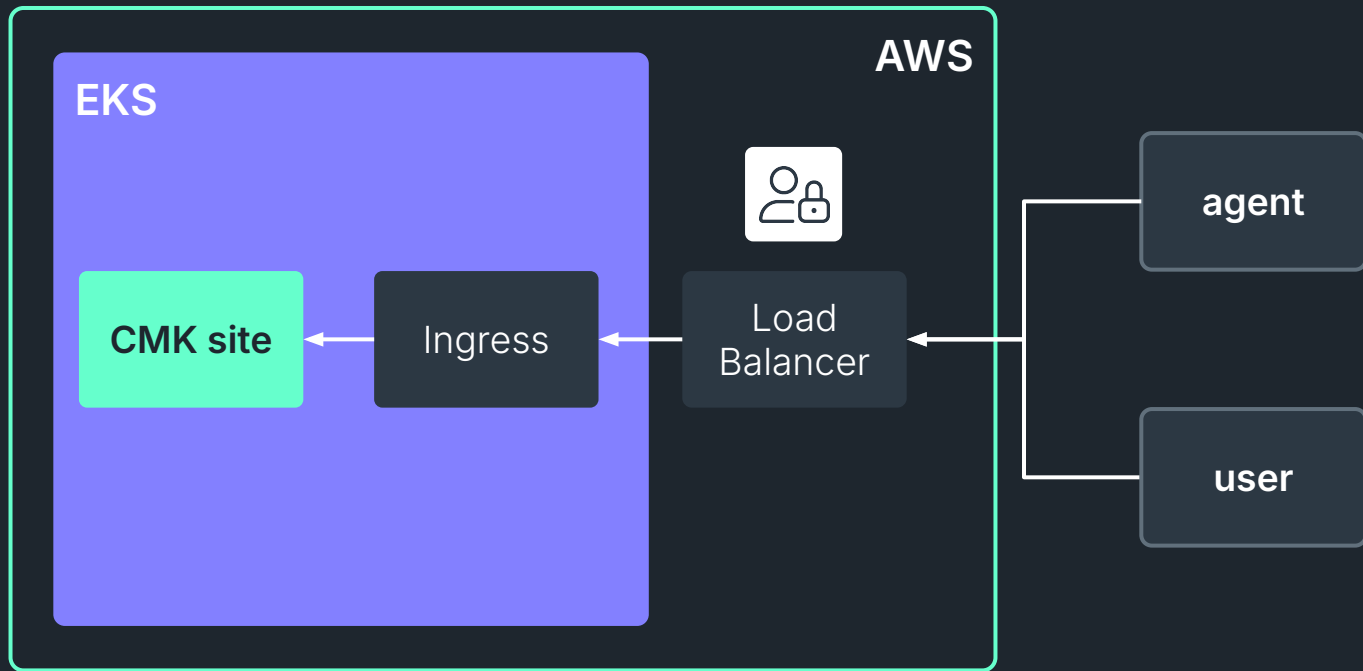 AWS
EKS
agent
CMK site
Ingress
Load
Balancer
user